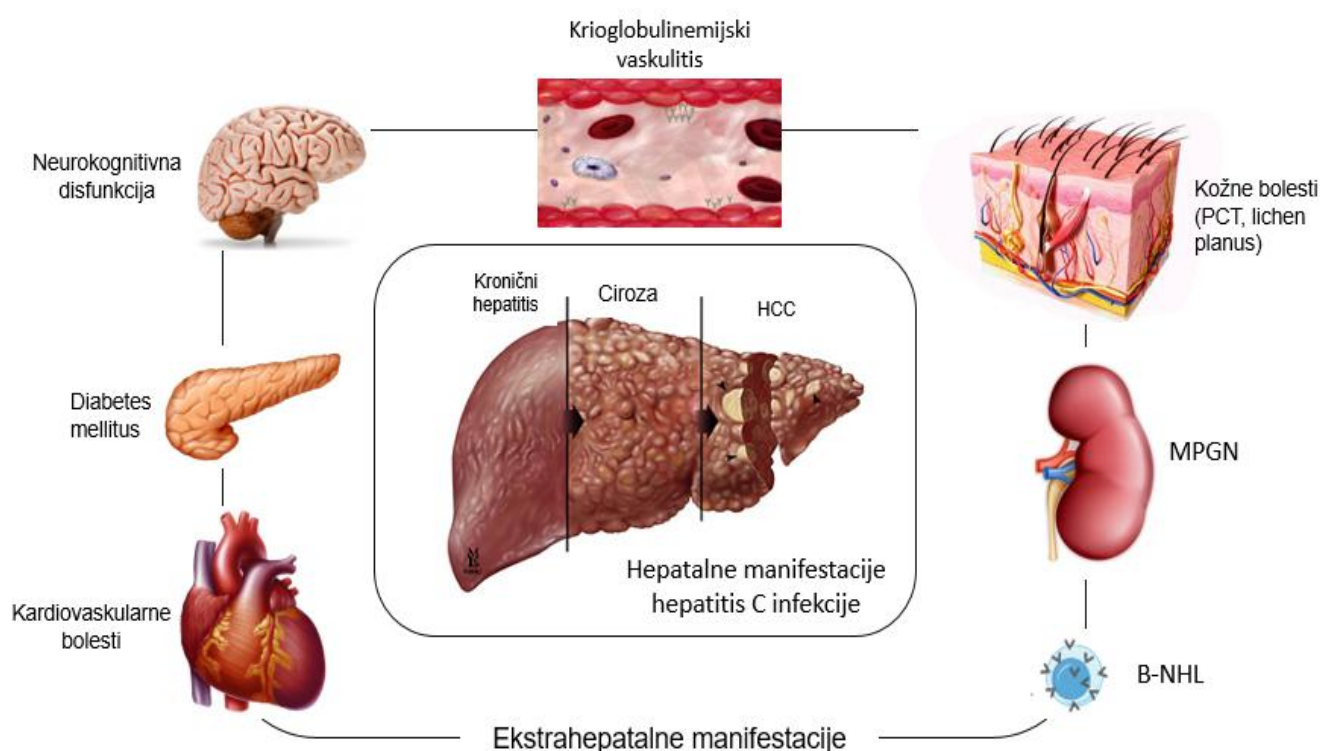 Krioglobulinemijski
vaskulitis
Neurokognitivna
disfunkcija
Kožne bolesti
(PCT, lichen
planus)
Kronični
hepatitis
Ciroza
HCC
Diabetes
mellitus
MPGN
Hepatalne manifestacije
hepatitis C infekcije
Kardiovaskularne
bolesti
B-NHL
Ekstrahepatalne manifestacije